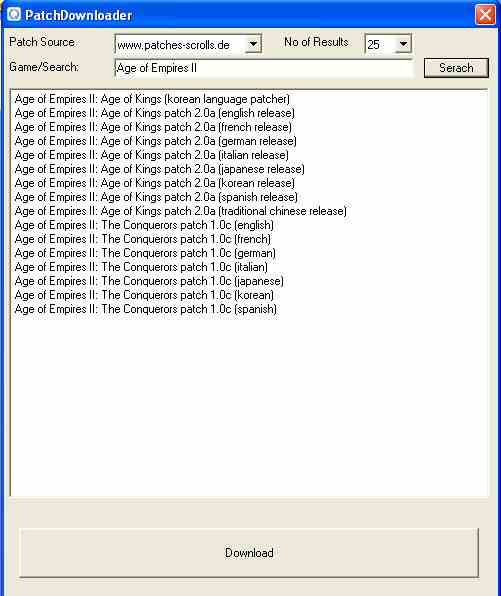 PatchDownloader
Patch Source www.patches-scrolls.de No of Results 25
Game/Search: Age of Empires II Serach
Age of Empires II: Age of Kings (korean language patcher)
Age of Empires II: Age of Kings patch 2.0a (english release)
Age of Empires II: Age of Kings patch 2.0a (french release)
Age of Empires II: Age of Kings patch 2.0a (german release)
Age of Empires II: Age of Kings patch 2.0a (italian release)
Age of Empires II: Age of Kings patch 2.0a (japanese release)
Age of Empires II: Age of Kings patch 2.0a (korean release)
Age of Empires II: Age of Kings patch 2.0a (spanish release)
Age of Empires II: Age of Kings patch 2.0a (traditional chinese release)
Age of Empires II: The Conquerors patch 1.0c (english)
Age of Empires II: The Conquerors patch 1.0c (french)
Age of Empires II: The Conquerors patch 1.0c (german)
Age of Empires II: The Conquerors patch 1.0c (italian)
Age of Empires II: The Conquerors patch 1.0c (japanese)
Age of Empires II: The Conquerors patch 1.0c (korean)
Age of Empires II: The Conquerors patch 1.0c (spanish)
Download